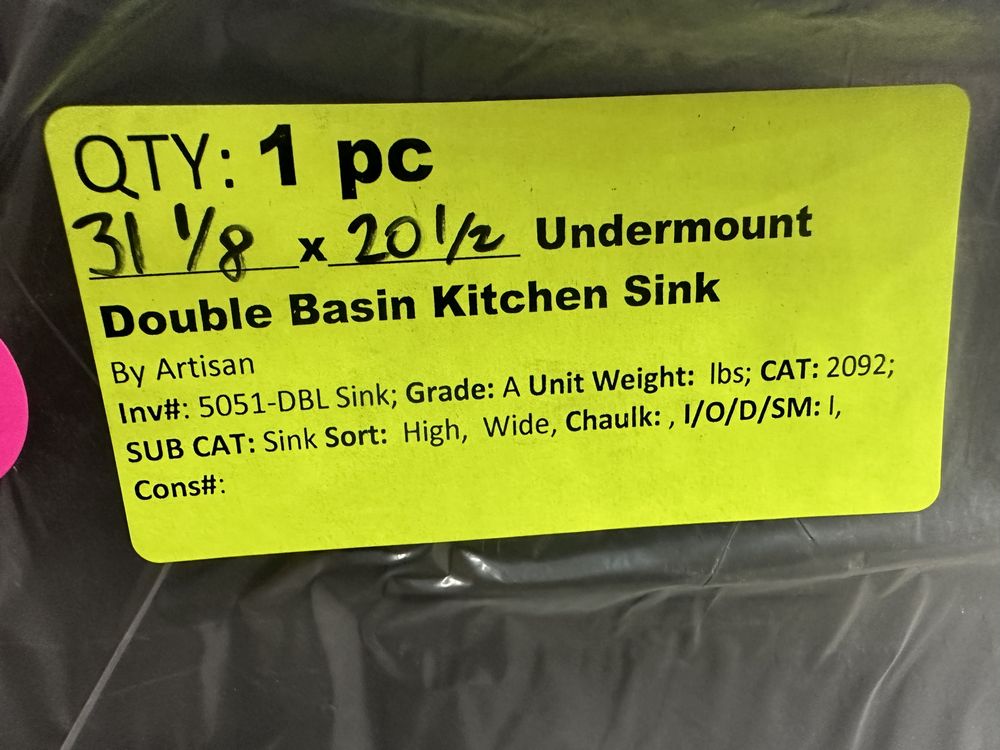 QTY: 1 pc
31 1/8 x 20 1/2 Undermount
Double Basin Kitchen Sink
By Artisan
Inv#: 5051-DBL Sink; Grade: A Unit Weight: lbs; CAT: 2092;
SUB CAT: Sink Sort: High, Wide, Chaulk: , I/O/D/SM: I,
Cons#: